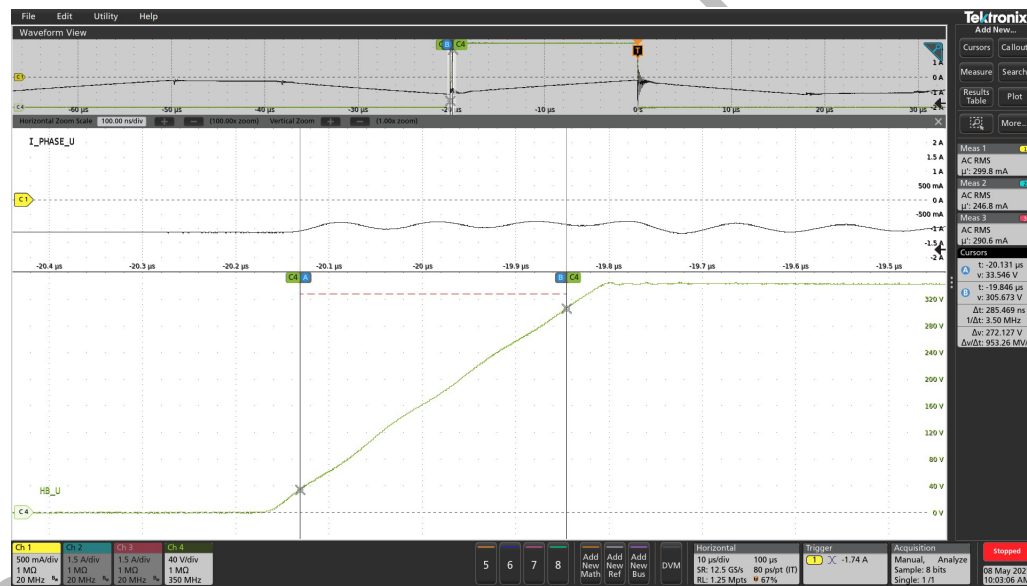 File Edit Utility Help
Tektronix
Waveform View
Add New...
C4 B C4
T
Cursors Callout
1 A
C1
0 A
Measure Search
-1 A
Results Table Plot
C4
-60 µs -50 µs -40 µs -10 µs 0 s 10 µs 20 µs 30 µs
Horizontal Zoom Scale 100.00 ns/div (100.00x zoom) Vertical Zoom (1.00x zoom)
More...
I_PHASE_U
2 A
1.5 A
1 A
500 mA
C1
0 A
-500 mA
-1 A
-1.5 A
-2 A
Meas 1 1
AC RMS
µ': 299.8 mA
Meas 2 2
AC RMS
µ': 246.8 mA
Meas 3 3
AC RMS
µ': 290.6 mA
-20.4 µs -20.3 µs -20.2 µs -20.1 µs -20 µs -19.9 µs -19.8 µs -19.7 µs -19.6 µs -19.5 µs
C4 A B C4
Cursors
A t: -20.131 µs
v: 33.546 V
B t: -19.846 µs
v: 305.673 V
Δt: 285.469 ns
1/Δt: 3.50 MHz
Δv: 272.127 V
Δv/Δt: 953.26 MV/
320 V
280 V
240 V
200 V
160 V
120 V
80 V
40 V
0 V
HB_U
C4
Ch 1
500 mA/div
1 MΩ
20 MHz
Ch 2
1.5 A/div
1 MΩ
20 MHz
Ch 3
1.5 A/div
1 MΩ
20 MHz
Ch 4
40 V/div
1 MΩ
350 MHz
5 6 7 8
Add New Math
Add New Ref
Add New Bus
DVM
Horizontal
10 µs/div 100 µs
SR: 12.5 GS/s 80 ps/pt (IT)
RL: 1.25 Mpts 67%
Trigger
1 -1.74 A
Acquisition
Manual, Analyze
Sample: 8 bits
Single: 1/1
Stopped
08 May 202
10:03:06